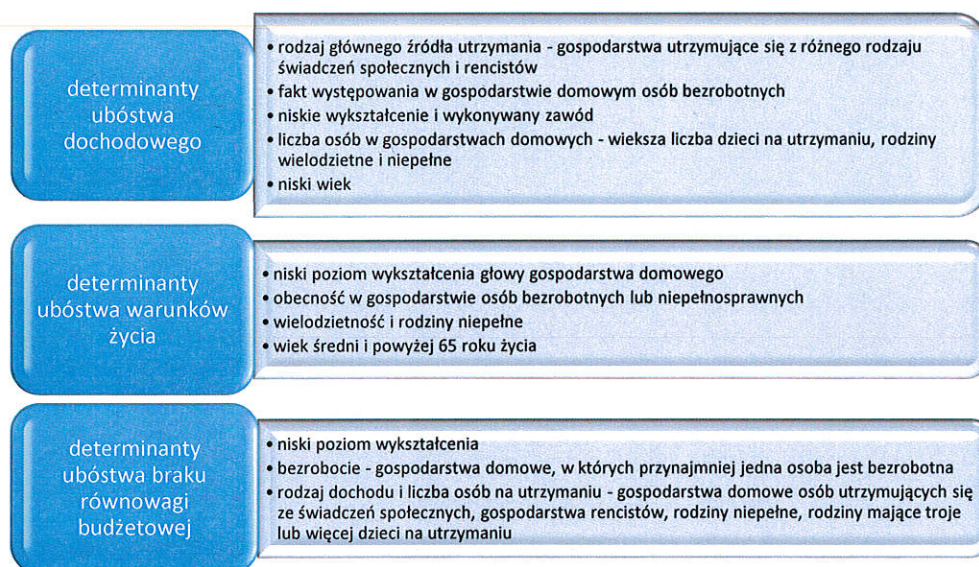 determinanty
ubóstwa
dochodowego
• rodzaj głównego źródła utrzymania - gospodarstwa utrzymujące się z różnego rodzaju
świadczeń społecznych i rencistów
• fakt występowania w gospodarstwie domowym osób bezrobotnych
• niskie wykształcenie i wykonywany zawód
• liczba osób w gospodarstwach domowych - wieksza liczba dzieci na utrzymaniu, rodziny
wielodzietne i niepełne
• niski wiek
determinanty
ubóstwa warunków
życia
• niski poziom wykształcenia głowy gospodarstwa domowego
• obecność w gospodarstwie osób bezrobotnych lub niepełnosprawnych
• wielodzietność i rodziny niepełne
• wiek średni i powyżej 65 roku życia
determinanty
ubóstwa braku
równowagi
budżetowej
• niski poziom wykształcenia
• bezrobocie - gospodarstwa domowe, w których przynajmniej jedna osoba jest bezrobotna
• rodzaj dochodu i liczba osób na utrzymaniu - gospodarstwa domowe osób utrzymujących się
ze świadczeń społecznych, gospodarstwa rencistów, rodziny niepełne, rodziny mające troje
lub więcej dzieci na utrzymaniu